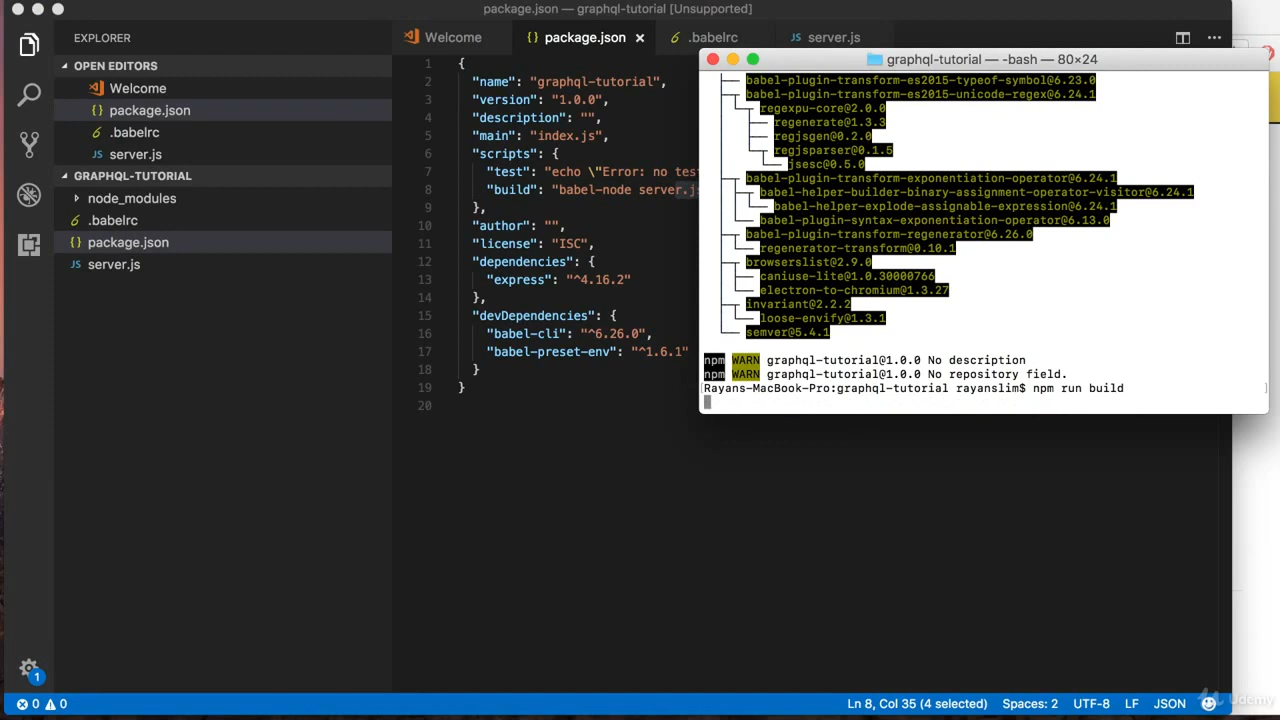 package.json — graphql-tutorial [Unsupported]
EXPLORER
OPEN EDITORS
Welcome
package.json
.babelrc
server.js
GRAPHQL-TUTORIAL
node_modules
.babelrc
package.json
server.js
Welcome
package.json
.babelrc
server.js
1 {
2 "name": "graphql-tutorial",
3 "version": "1.0.0",
4 "description": "",
5 "main": "index.js",
6 "scripts": {
7 "test": "echo \"Error: no test
8 "build": "babel-node server.js
9 },
10 "author": "",
11 "license": "ISC",
12 "dependencies": {
13 "express": "^4.16.2"
14 },
15 "devDependencies": {
16 "babel-cli": "^6.26.0",
17 "babel-preset-env": "^1.6.1"
18 }
19 }
20
graphql-tutorial — -bash — 80×24
babel-plugin-transform-es2015-typeof-symbol@6.23.0
babel-plugin-transform-es2015-unicode-regex@6.24.1
regexpu-core@2.0.0
regenerate@1.3.3
regjsgen@0.2.0
regjsparser@0.1.5
jsesc@0.5.0
babel-plugin-transform-exponentiation-operator@6.24.1
babel-helper-builder-binary-assignment-operator-visitor@6.24.1
babel-helper-explode-assignable-expression@6.24.1
babel-plugin-syntax-exponentiation-operator@6.13.0
babel-plugin-transform-regenerator@6.26.0
regenerator-transform@0.10.1
browserslist@2.9.0
caniuse-lite@1.0.30000766
electron-to-chromium@1.3.27
invariant@2.2.2
loose-envify@1.3.1
semver@5.4.1
npm WARN graphql-tutorial@1.0.0 No description
npm WARN graphql-tutorial@1.0.0 No repository field.
[Rayans-MacBook-Pro:graphql-tutorial rayanslim$ npm run build ]
1
0 0
Ln 8, Col 35 (4 selected)
Spaces: 2
UTF-8
LF
JSON
Udemy